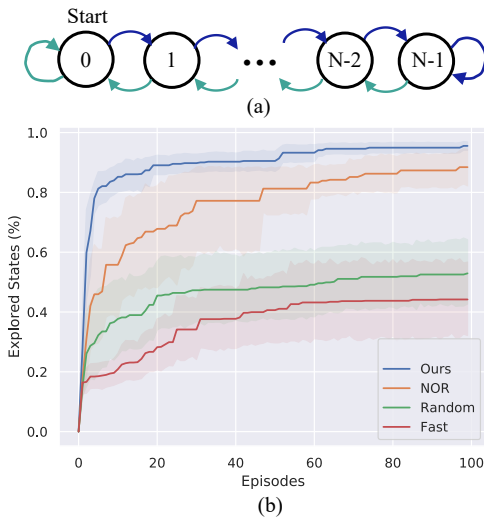 Start
0 1 ... N-2 N-1
(a)
1.0
0.8
0.6
0.4
0.2
0.0
Explored States (%)
Ours
NOR
Random
Fast
0 20 40 60 80 100
Episodes
(b)